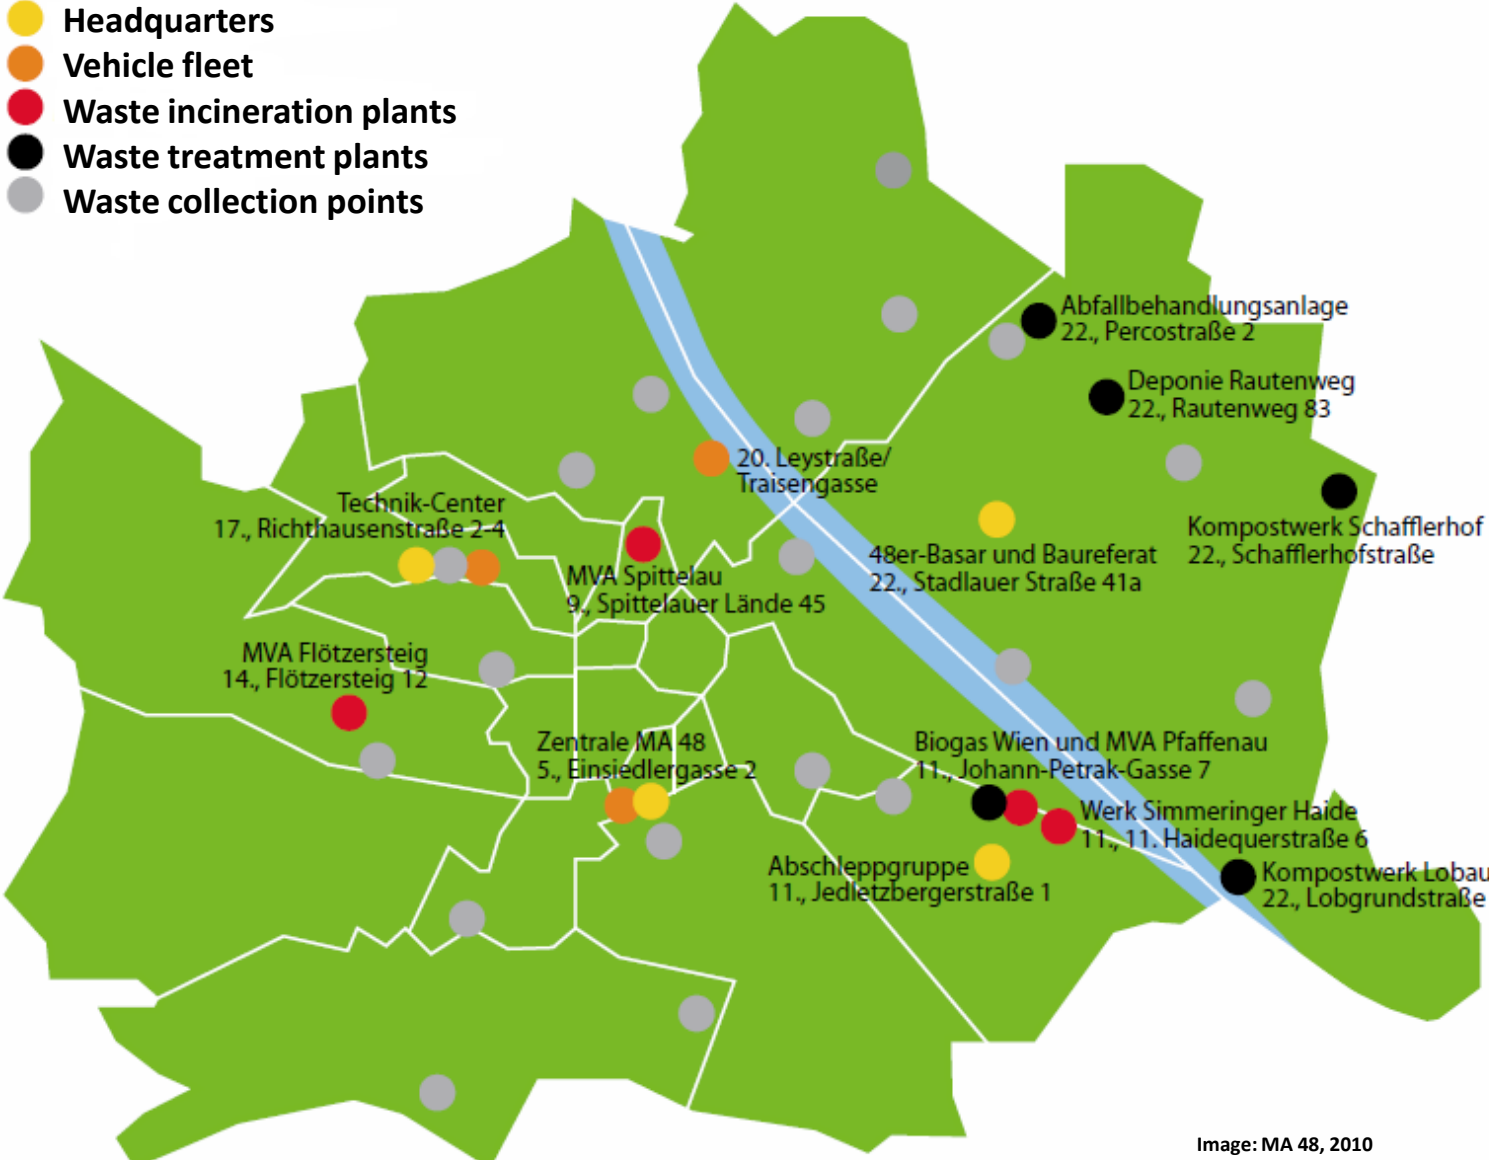 Headquarters
Vehicle fleet
Waste incineration plants
Waste treatment plants
Waste collection points
Abfallbehandlungsanlage
22., Percostraße 2
Deponie Rautenweg
22., Rautenweg 83
20. Leystraße/
Traisengasse
Technik-Center
17., Richthausenstraße 2-4
Kompostwerk Schafflerhof
22., Schafflerhofstraße
48er-Basar und Baureferat
22., Stadlauer Straße 41a
MVA Spittelau
9., Spittelauer Lände 45
MVA Flötzersteig
14., Flötzersteig 12
Zentrale MA 48
5., Einsiedlergasse 2
Biogas Wien und MVA Pfaffenau
11., Johann-Petrak-Gasse 7
Werk Simmeringer Haide
11., 11. Haidequerstraße 6
Abschleppgruppe
11., Jedletzbergerstraße 1
Kompostwerk Lobau
22., Lobgrundstraße
Image: MA 48, 2010